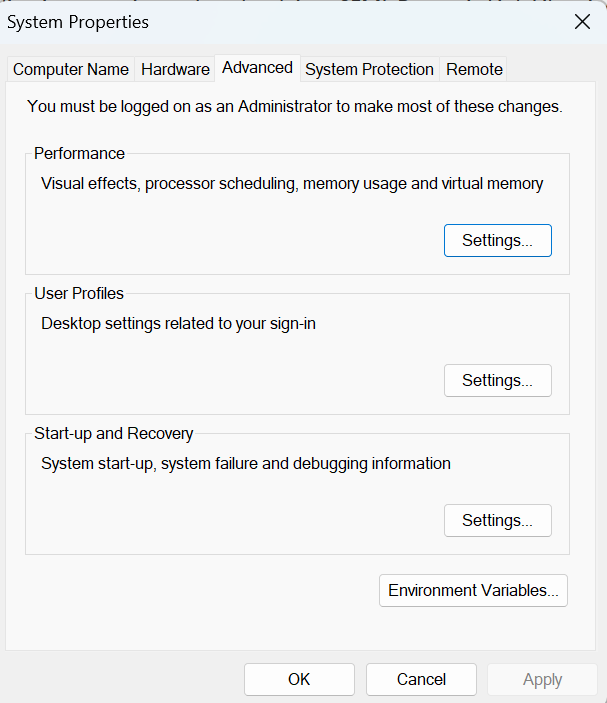 System Properties
Computer Name
Hardware
Advanced
System Protection
Remote
You must be logged on as an Administrator to make most of these changes.
Performance
Visual effects, processor scheduling, memory usage and virtual memory
Settings...
User Profiles
Desktop settings related to your sign-in
Settings...
Start-up and Recovery
System start-up, system failure and debugging information
Settings...
Environment Variables...
OK
Cancel
Apply